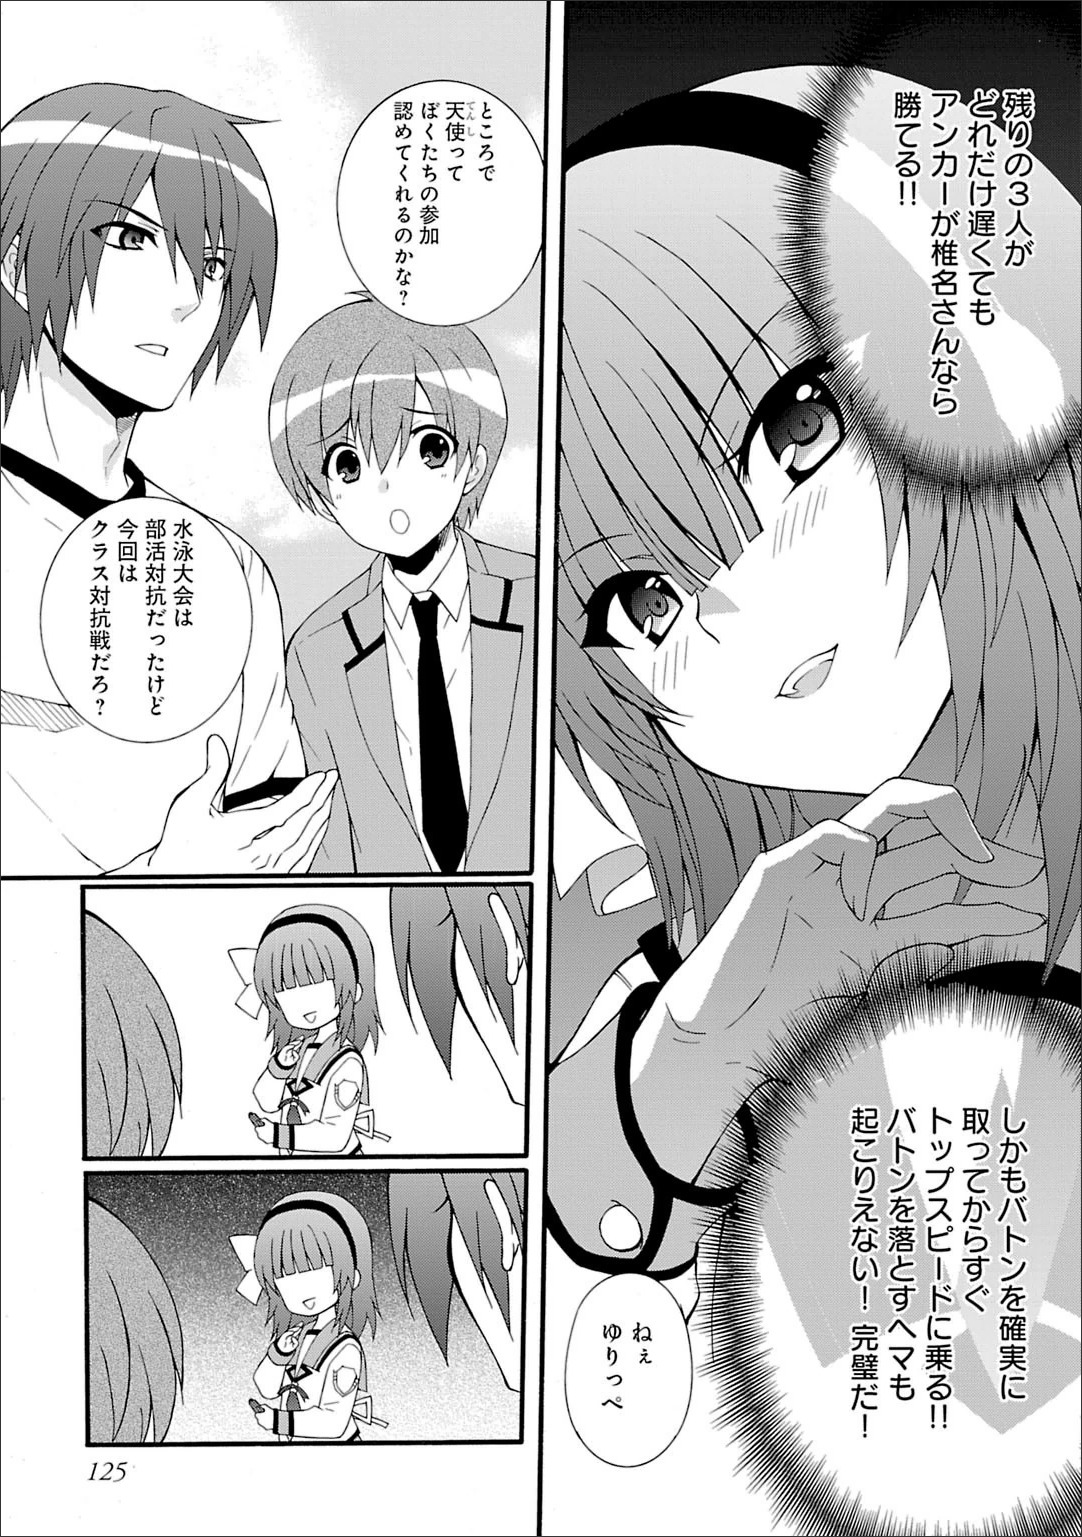 残りの3人が
どれだけ遅くても
アンカーが椎名さんなら
勝てる!!
しかもバトンを確実に
取ってからすぐ
トップスピードに乗る!!
バトンを落とすヘマも
起こりえない！完璧だ！
ねぇ
ゆりっぺ
ところで
天使って
てんし
ぼくたちの参加
認めてくれるのかな？
水泳大会は
部活対抗だったけど
今回は
クラス対抗戦だろ？
125